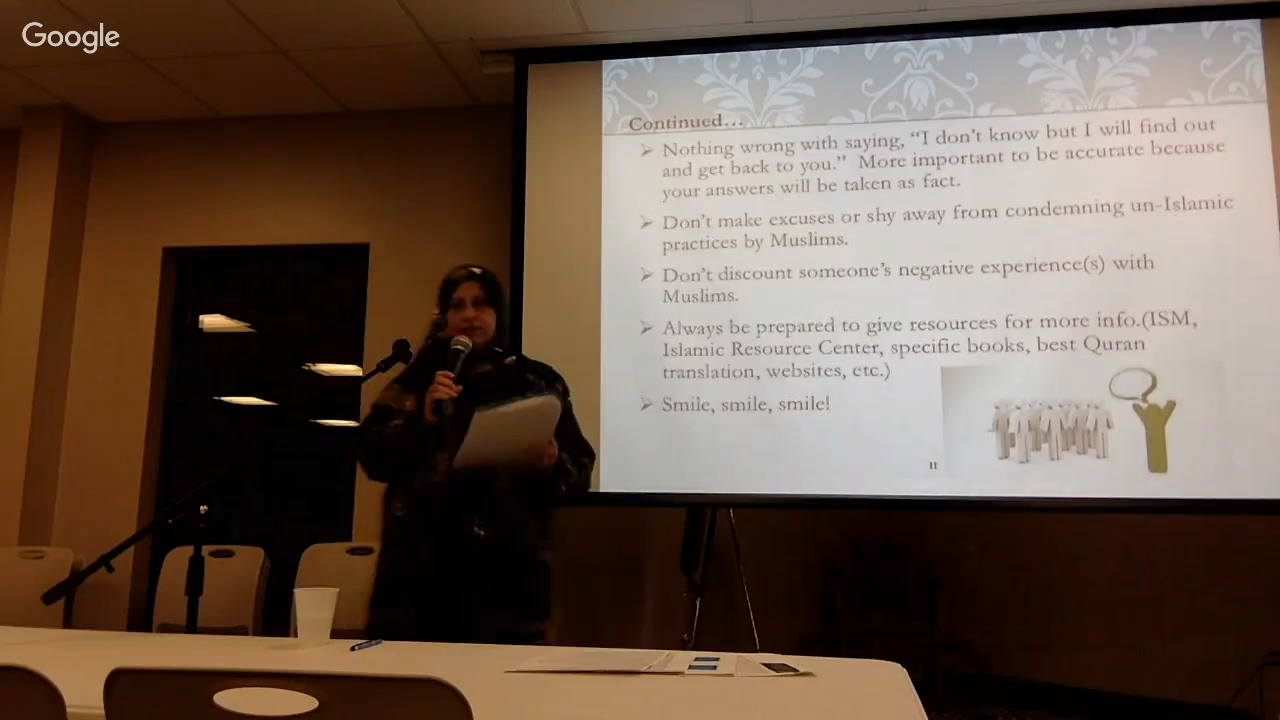 Google
Continued...
➢ Nothing wrong with saying, “I don’t know but I will find out
and get back to you.” More important to be accurate because
your answers will be taken as fact.
➢ Don’t make excuses or shy away from condemning un-Islamic
practices by Muslims.
➢ Don’t discount someone’s negative experience(s) with
Muslims.
➢ Always be prepared to give resources for more info.(ISM,
Islamic Resource Center, specific books, best Quran
translation, websites, etc.)
➢ Smile, smile, smile!
11